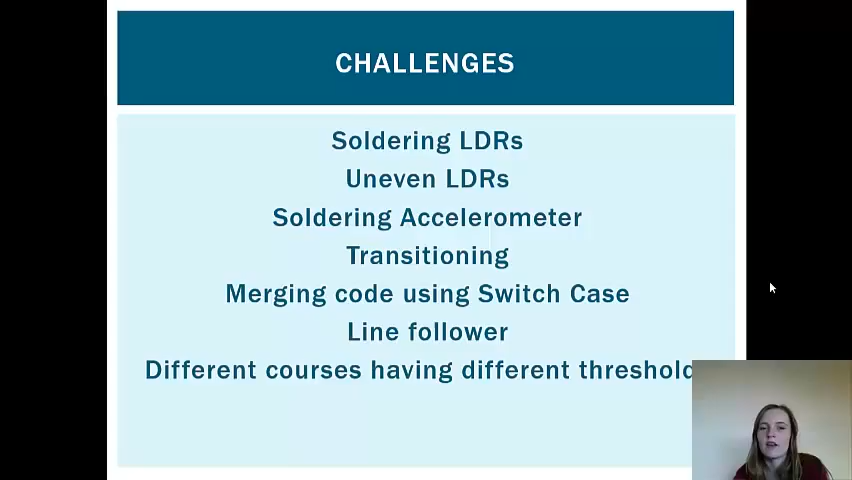 CHALLENGES
Soldering LDRs
Uneven LDRs
Soldering Accelerometer
Transitioning
Merging code using Switch Case
Line follower
Different courses having different threshold